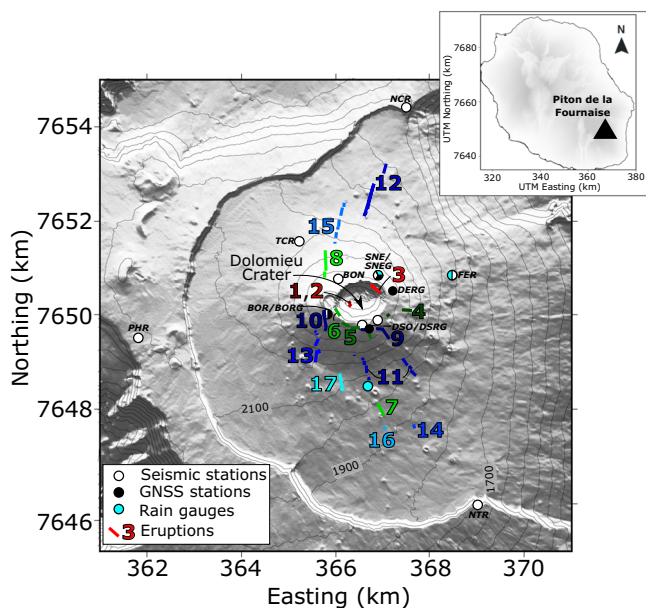 7680
N
Piton de la
Fournaise
7660
7640
320
340
360
380
UTM Easting (km)
UTM Northing (km)
NCR
7654
12
7652
15
TCR
8
SNE/
SNEG
Dolomieu
Crater
BON
3
FER
1
2
DERG
4
7650
BOR/BORG
10
6
5
DSO/DSRG
9
PHR
13
11
17
2100
7648
7
14
16
1900
1700
Seismic stations
GNSS stations
Rain gauges
3
Eruptions
NTR
7646
362
364
366
368
370
Easting (km)
Northing (km)